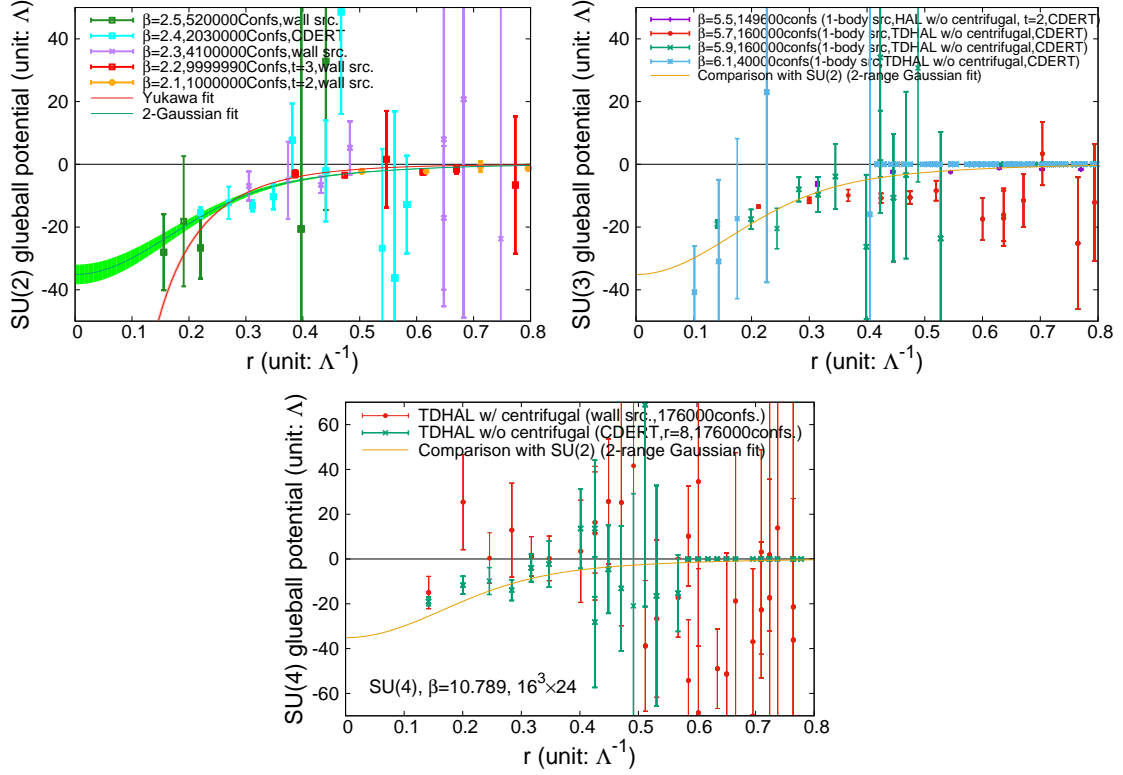 SU(2) glueball potential (unit: Λ)
β=2.5,520000Confs,wall src.
β=2.4,2030000Confs,CDERT
β=2.3,4100000Confs,wall src.
β=2.2,9999990Confs,t=3,wall src.
β=2.1,1000000Confs,t=2,wall src.
Yukawa fit
2-Gaussian fit
40
20
0
-20
-40
0 0.1 0.2 0.3 0.4 0.5 0.6 0.7 0.8
r (unit: Λ⁻¹)
SU(3) glueball potential (unit: Λ)
β=5.5,149600confs (1-body src,HAL w/o centrifugal, t=2,CDERT)
β=5.7,160000confs(1-body src,TDHAL w/o centrifugal,CDERT)
β=5.9,160000confs(1-body src,TDHAL w/o centrifugal,CDERT)
β=6.1,40000confs(1-body src,TDHAL w/o centrifugal,CDERT)
Comparison with SU(2) (2-range Gaussian fit)
40
20
0
-20
-40
0 0.1 0.2 0.3 0.4 0.5 0.6 0.7 0.8
r (unit: Λ⁻¹)
SU(4) glueball potential (unit: Λ)
TDHAL w/ centrifugal (wall src.,176000confs.)
TDHAL w/o centrifugal (CDERT,r=8,176000confs.)
Comparison with SU(2) (2-range Gaussian fit)
60
40
20
0
-20
-40
-60
SU(4), β=10.789, 16³×24
0 0.1 0.2 0.3 0.4 0.5 0.6 0.7 0.8
r (unit: Λ⁻¹)